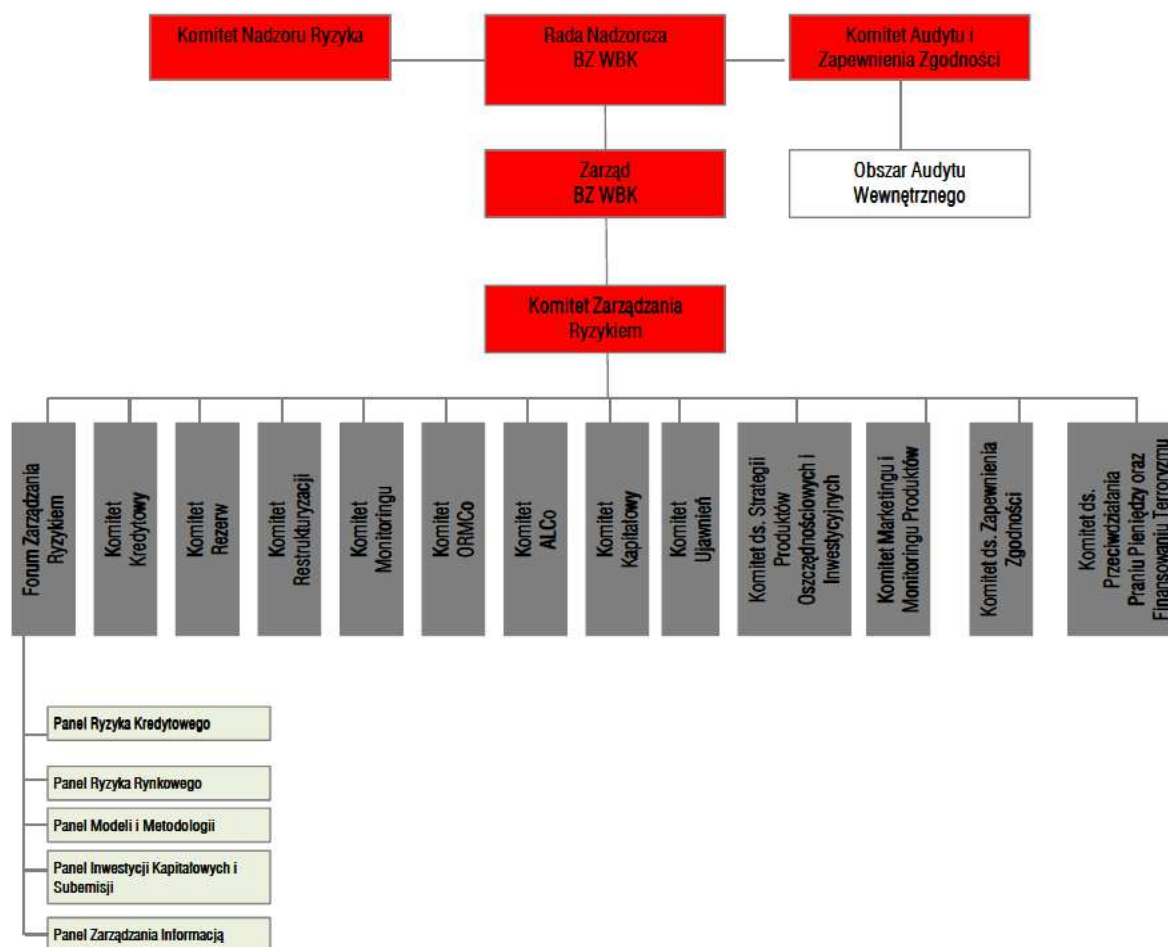 Komitet Nadzoru Ryzyka
Rada Nadzorcza
BZ WBK
Komitet Audytu i
Zapewnienia Zgodności
Zarząd
BZ WBK
Obszar Audytu
Wewnętrznego
Komitet Zarządzania
Ryzykiem
Forum Zarządzania
Ryzykiem
Komitet
Kredytowy
Komitet
Rezerw
Komitet
Restrukturyzacji
Komitet
Monitoringu
Komitet
ORMCo
Komitet
ALCo
Komitet
Kapitałowy
Komitet
Ujawnień
Komitet ds. Strategii
Produktów
Oszczędnościowych i
Inwestycyjnych
Komitet Marketingu i
Monitoringu Produktów
Komitet ds. Zapewnienia
Zgodności
Komitet ds.
Przeciwdziałania
Praniu Pieniędzy oraz
Finansowaniu Terroryzmu
Panel Ryzyka Kredytowego
Panel Ryzyka Rynkowego
Panel Modeli i Metodologii
Panel Inwestycji Kapitałowych i
Subemisji
Panel Zarządzania Informacją